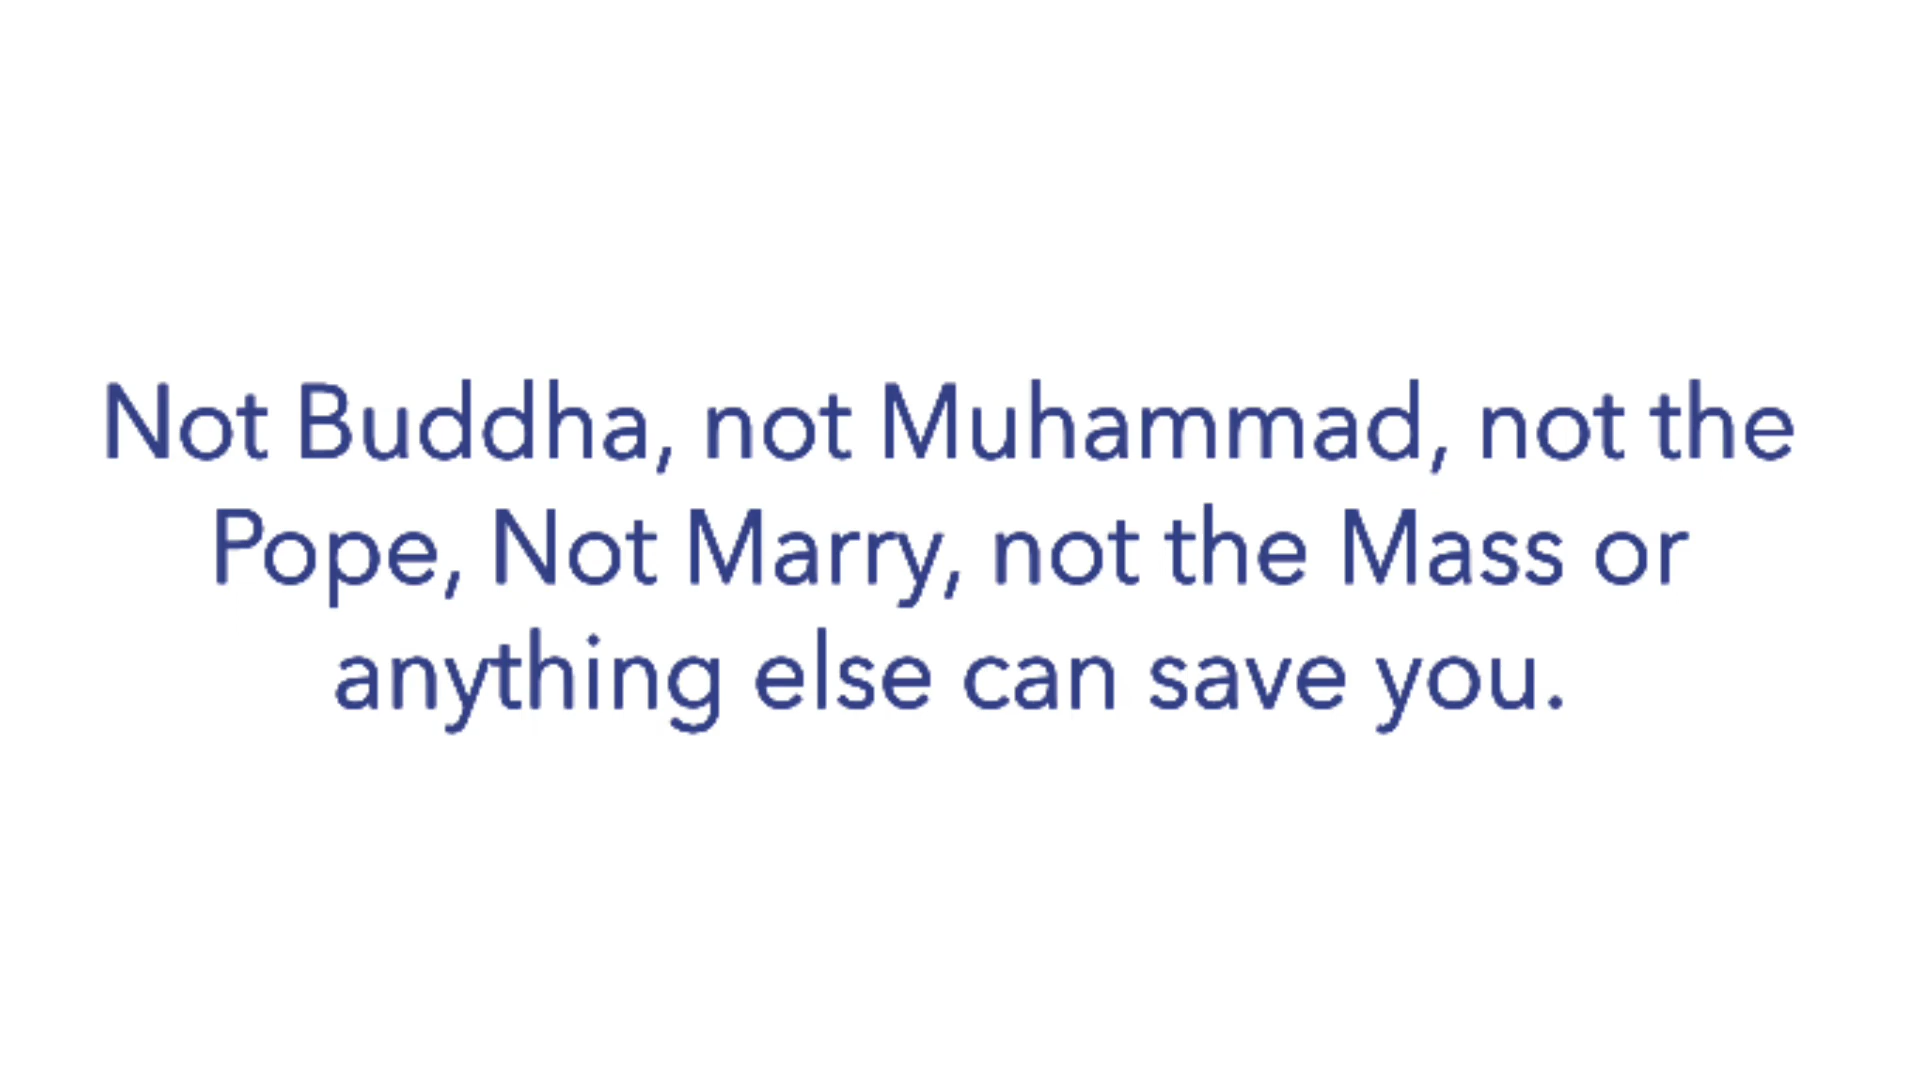 Not Buddha, not Muhammad, not the
Pope, Not Marry, not the Mass or
anything else can save you.